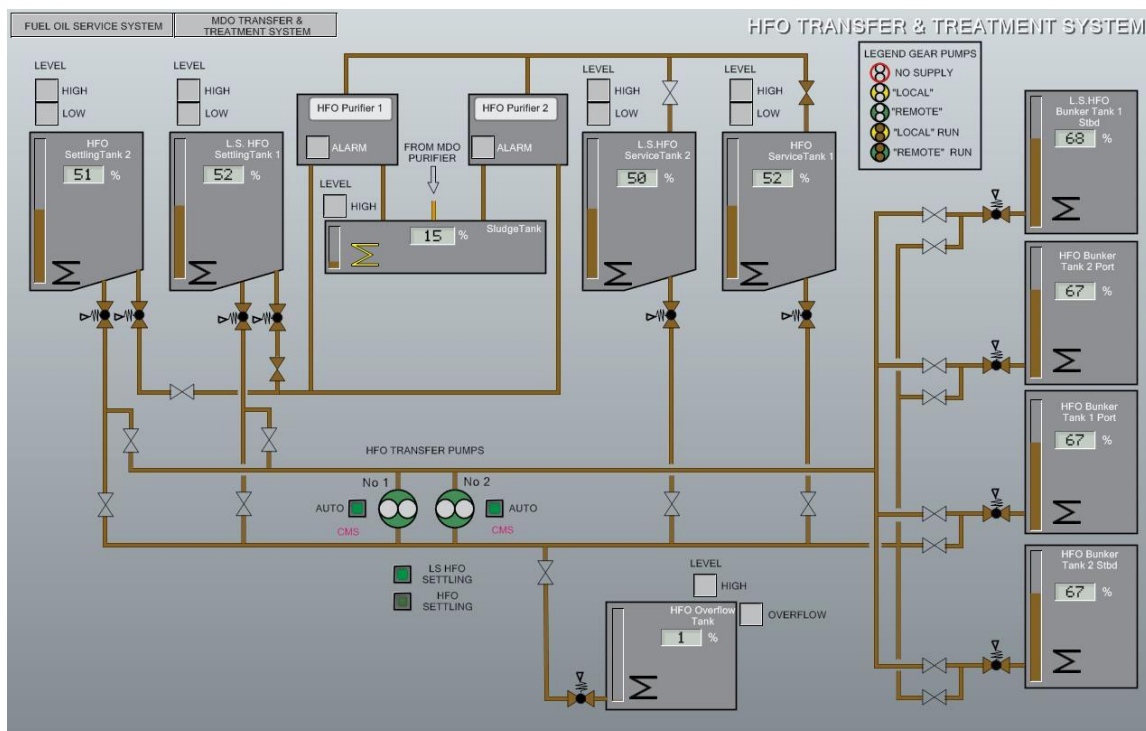 FUEL OIL SERVICE SYSTEM
MDO TRANSFER &
TREATMENT SYSTEM
HFO TRANSFER & TREATMENT SYSTEM
LEVEL
HIGH
LOW
LEVEL
HIGH
LOW
HFO Purifier 1
ALARM
HFO Purifier 2
ALARM
LEVEL
HIGH
LOW
LEVEL
HIGH
LOW
LEGEND GEAR PUMPS
NO SUPPLY
"LOCAL"
"REMOTE"
"LOCAL" RUN
"REMOTE" RUN
HFO
SettlingTank 2
51 %
L.S. HFO
SettlingTank 1
52 %
FROM MDO
PURIFIER
LEVEL
HIGH
15 %
SludgeTank
L.S.HFO
ServiceTank 2
50 %
HFO
ServiceTank 1
52 %
L.S.HFO
Bunker Tank 1
Stbd
68 %
HFO Bunker
Tank 2 Port
67 %
HFO Bunker
Tank 1 Port
67 %
HFO Bunker
Tank 2 Stbd
67 %
HFO TRANSFER PUMPS
No 1
No 2
AUTO
AUTO
CMS
CMS
LS HFO
SETTLING
HFO
SETTLING
LEVEL
HIGH
HFO Overflow
Tank
1 %
OVERFLOW